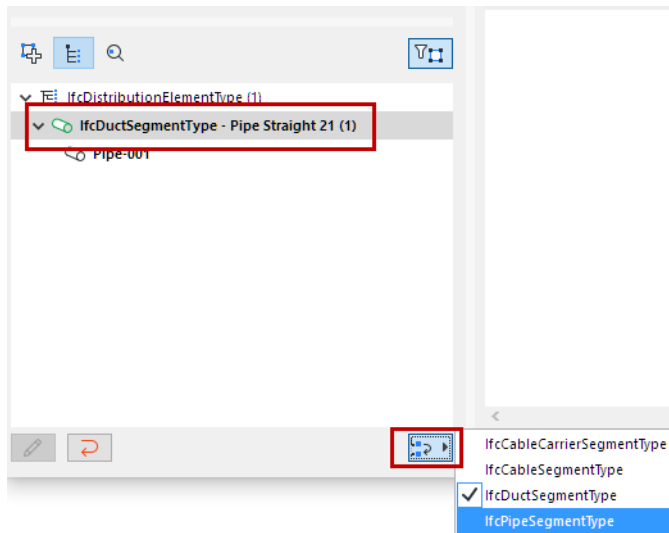 IfcDistributionElementType (1)
IfcDuctSegmentType - Pipe Straight 21 (1)
Pipe-001
IfcCableCarrierSegmentType
IfcCableSegmentType
IfcDuctSegmentType
IfcPipeSegmentType